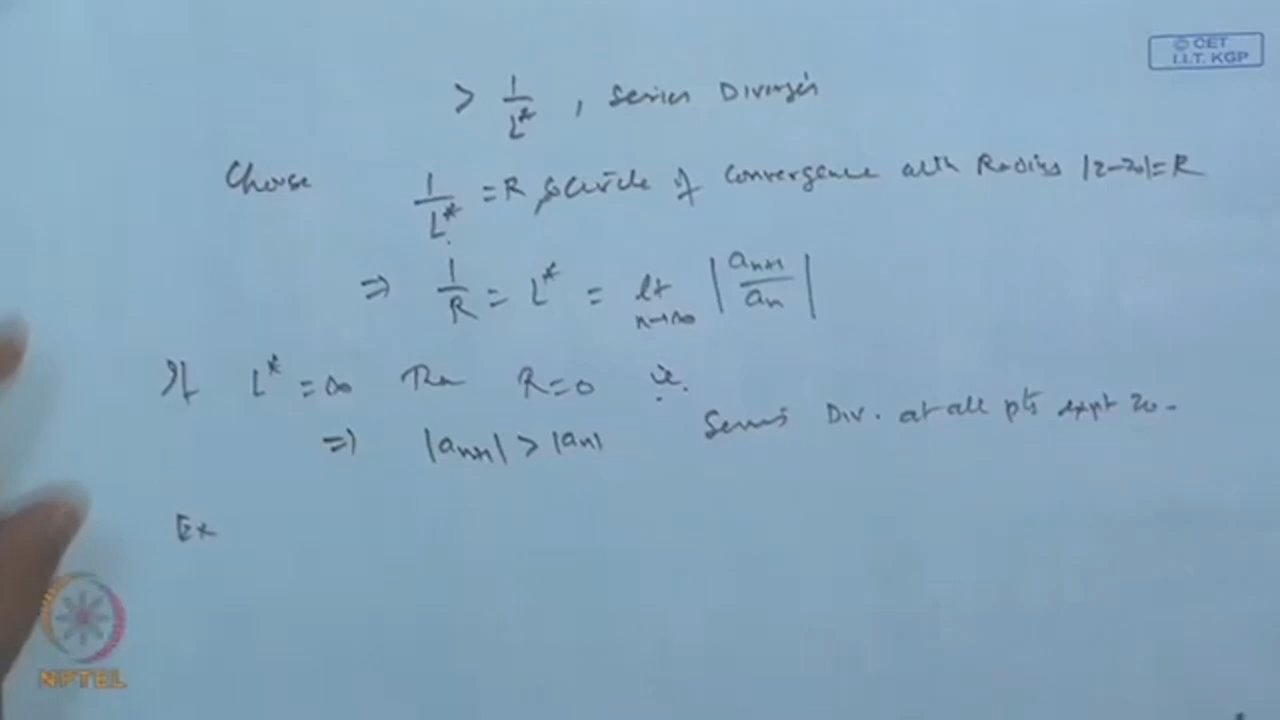 © CET
I.I.T. KGP
> 1/L* , Series Diverges
Choose 1/L* = R, circle of convergence with Radius |z-z0|=R
⇒ 1/R = L* = lt n→∞ |an+1/an|
If L* = ∞ Then R=0 i.e.
⇒ |an+1| > |an| Series Div. at all pts expt z0.
Ex
NPTEL